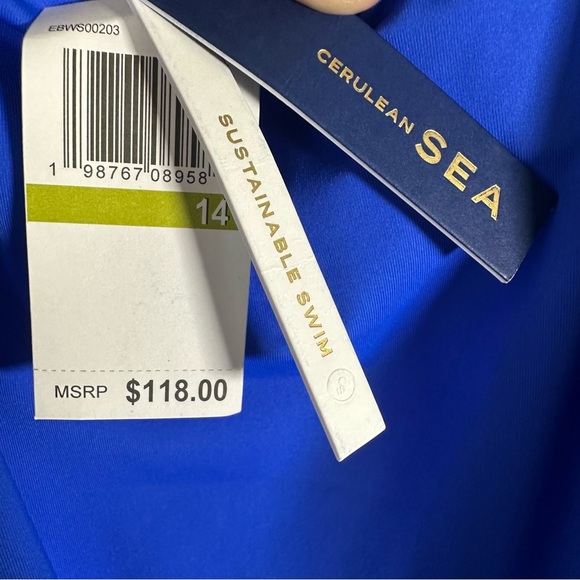 EBWS00203
1 98767 08958
14
MSRP $118.00
SUSTAINABLE SWIM
CERULEAN SEA